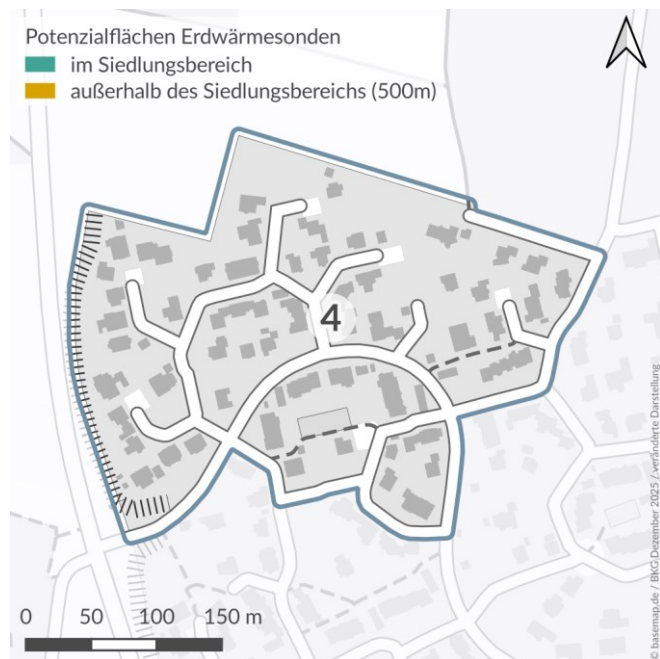 Potenzialflächen Erdwärmesonden
im Siedlungsbereich
außerhalb des Siedlungsbereichs (500m)
4
0 50 100 150 m
© basemap.de / BKG Dezember 2025 / veränderte Darstellung